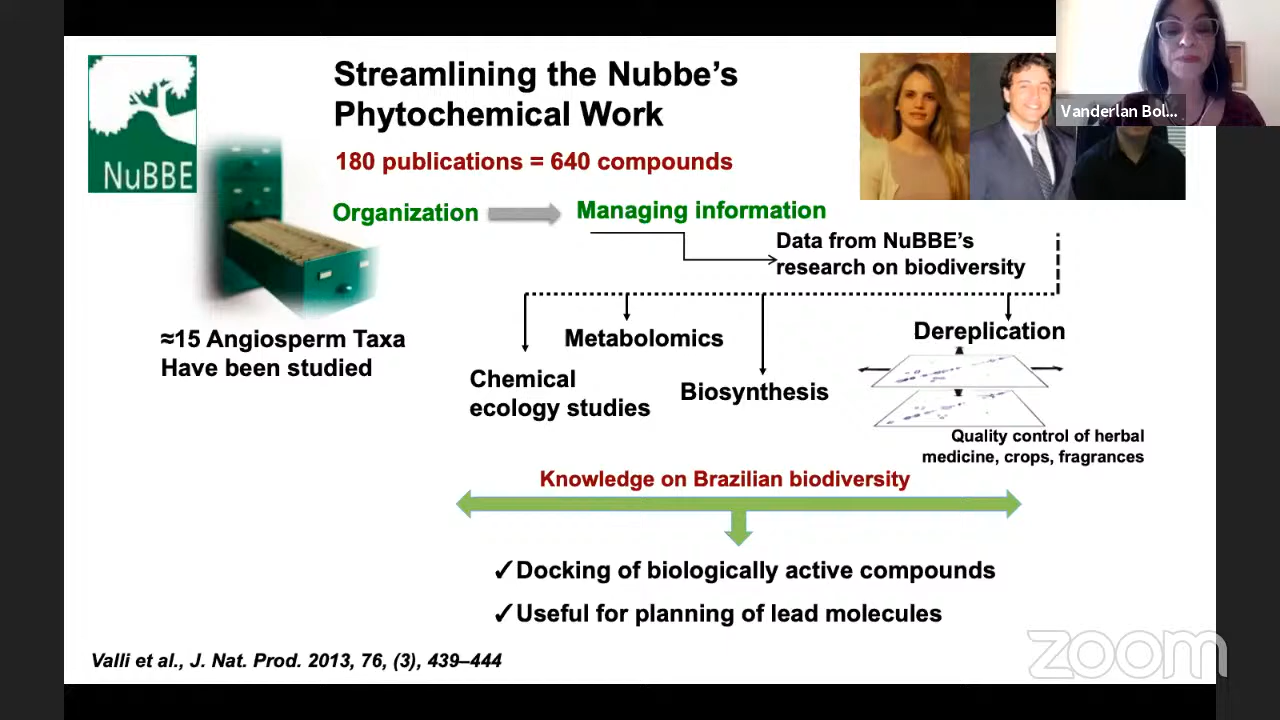 Streamlining the Nubbe’s
Phytochemical Work
180 publications = 640 compounds
Vanderlan Bol...
NuBBE
Organization
Managing information
Data from NuBBE’s
research on biodiversity
≈15 Angiosperm Taxa
Have been studied
Metabolomics
Dereplication
Chemical
ecology studies
Biosynthesis
Quality control of herbal
medicine, crops, fragrances
Knowledge on Brazilian biodiversity
✓Docking of biologically active compounds
✓Useful for planning of lead molecules
Valli et al., J. Nat. Prod. 2013, 76, (3), 439–444
zoom